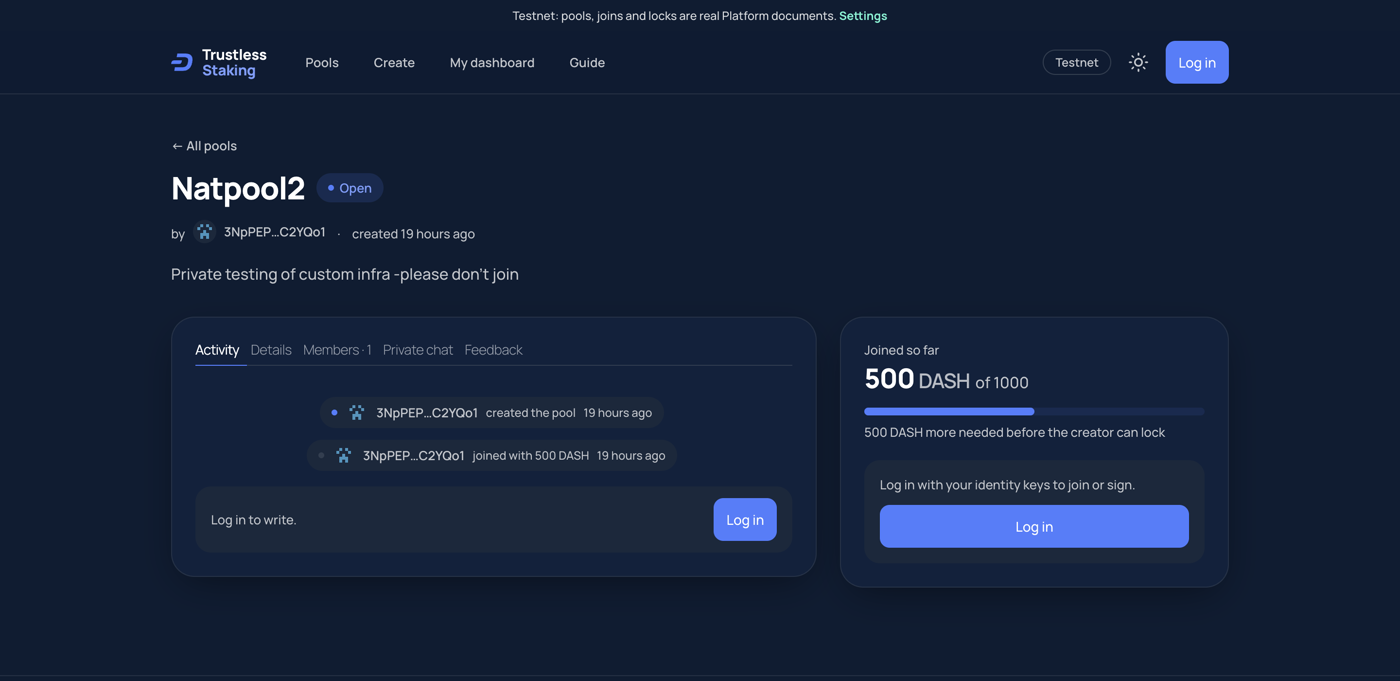 Testnet: pools, joins and locks are real Platform documents. Settings
Trustless
Staking
Pools
Create
My dashboard
Guide
Testnet
Log in
← All pools
Natpool2
Open
by 3NpPEP…C2YQo1 · created 19 hours ago
Private testing of custom infra -please don't join
Activity
Details
Members · 1
Private chat
Feedback
3NpPEP…C2YQo1 created the pool 19 hours ago
3NpPEP…C2YQo1 joined with 500 DASH 19 hours ago
Log in to write.
Log in
Joined so far
500 DASH of 1000
500 DASH more needed before the creator can lock
Log in with your identity keys to join or sign.
Log in